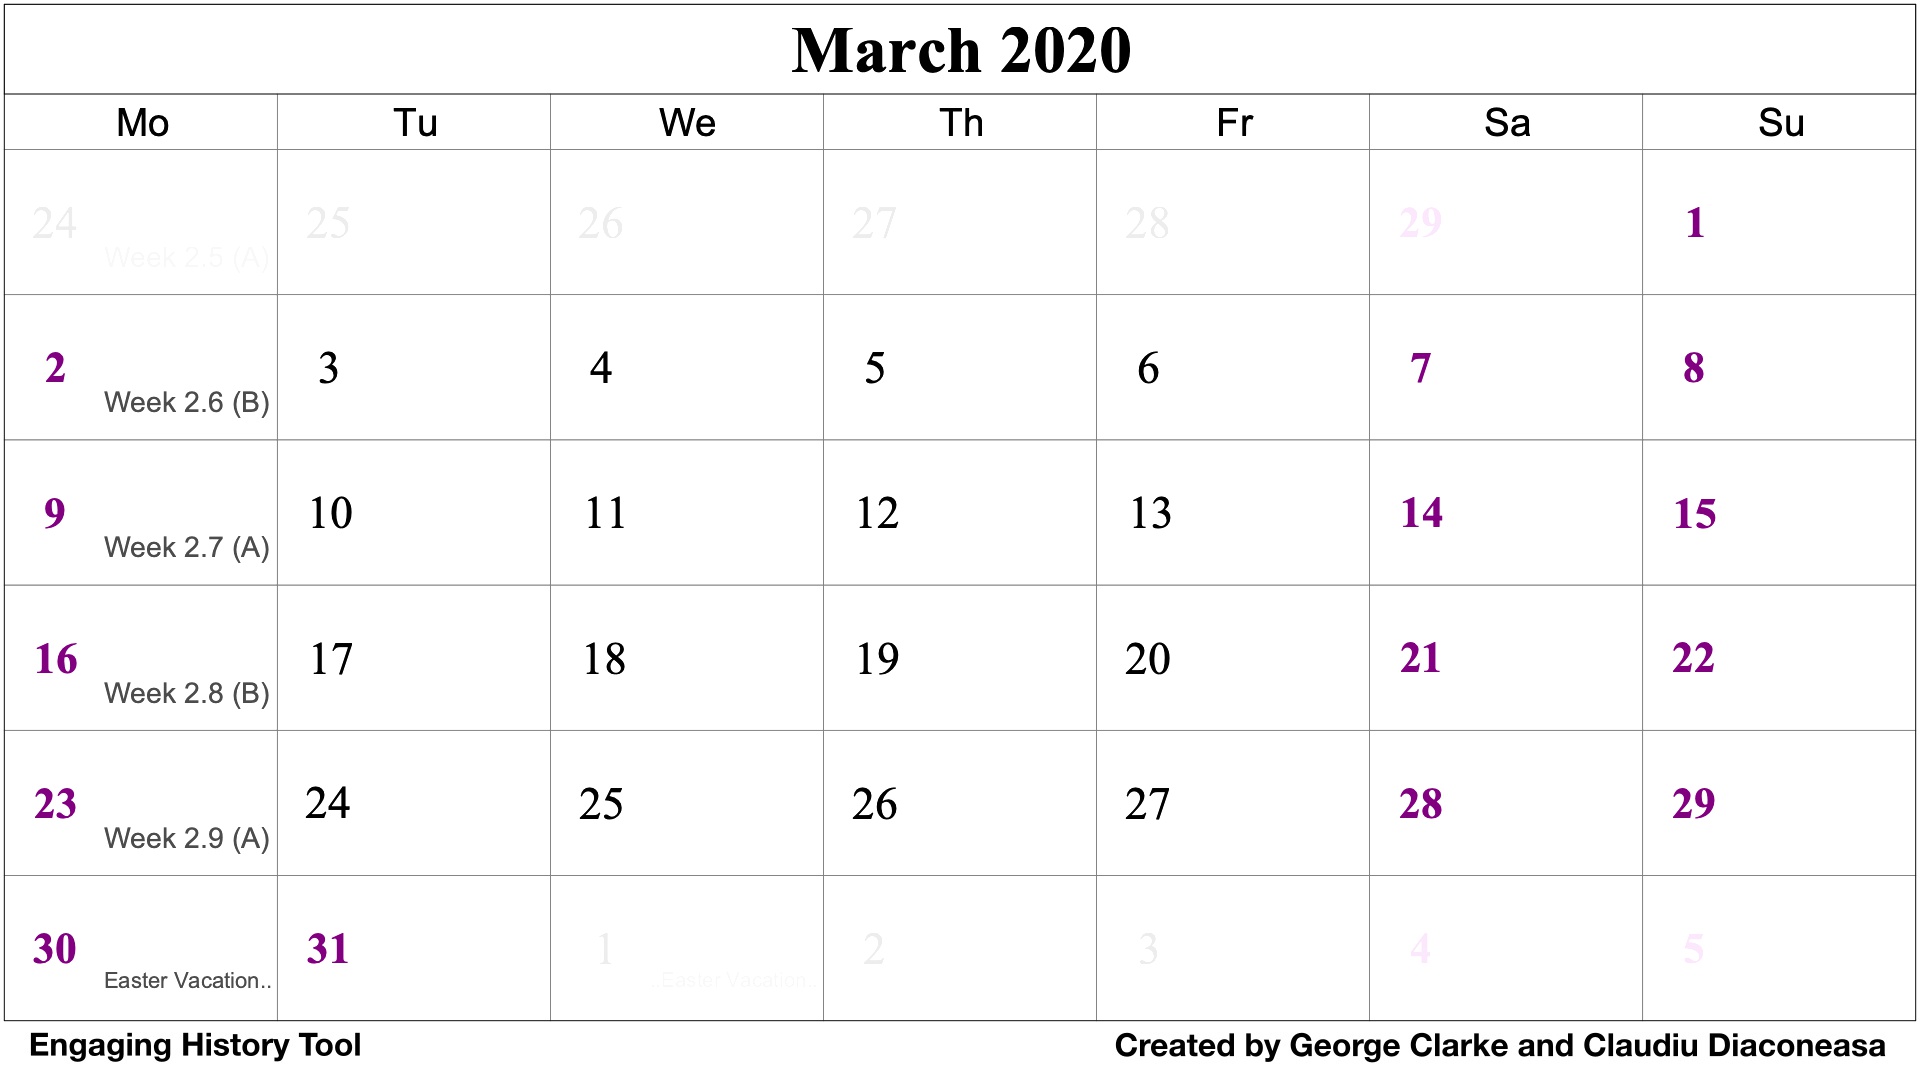 March 2020
Mo Tu We Th Fr Sa Su
24 25 26 27 28 29 1
Week 2.5 (A)
2 3 4 5 6 7 8
Week 2.6 (B)
9 10 11 12 13 14 15
Week 2.7 (A)
16 17 18 19 20 21 22
Week 2.8 (B)
23 24 25 26 27 28 29
Week 2.9 (A)
30 31 1 2 3 4 5
Easter Vacation.. ..Easter Vacation..
Engaging History Tool Created by George Clarke and Claudiu Diaconeasa